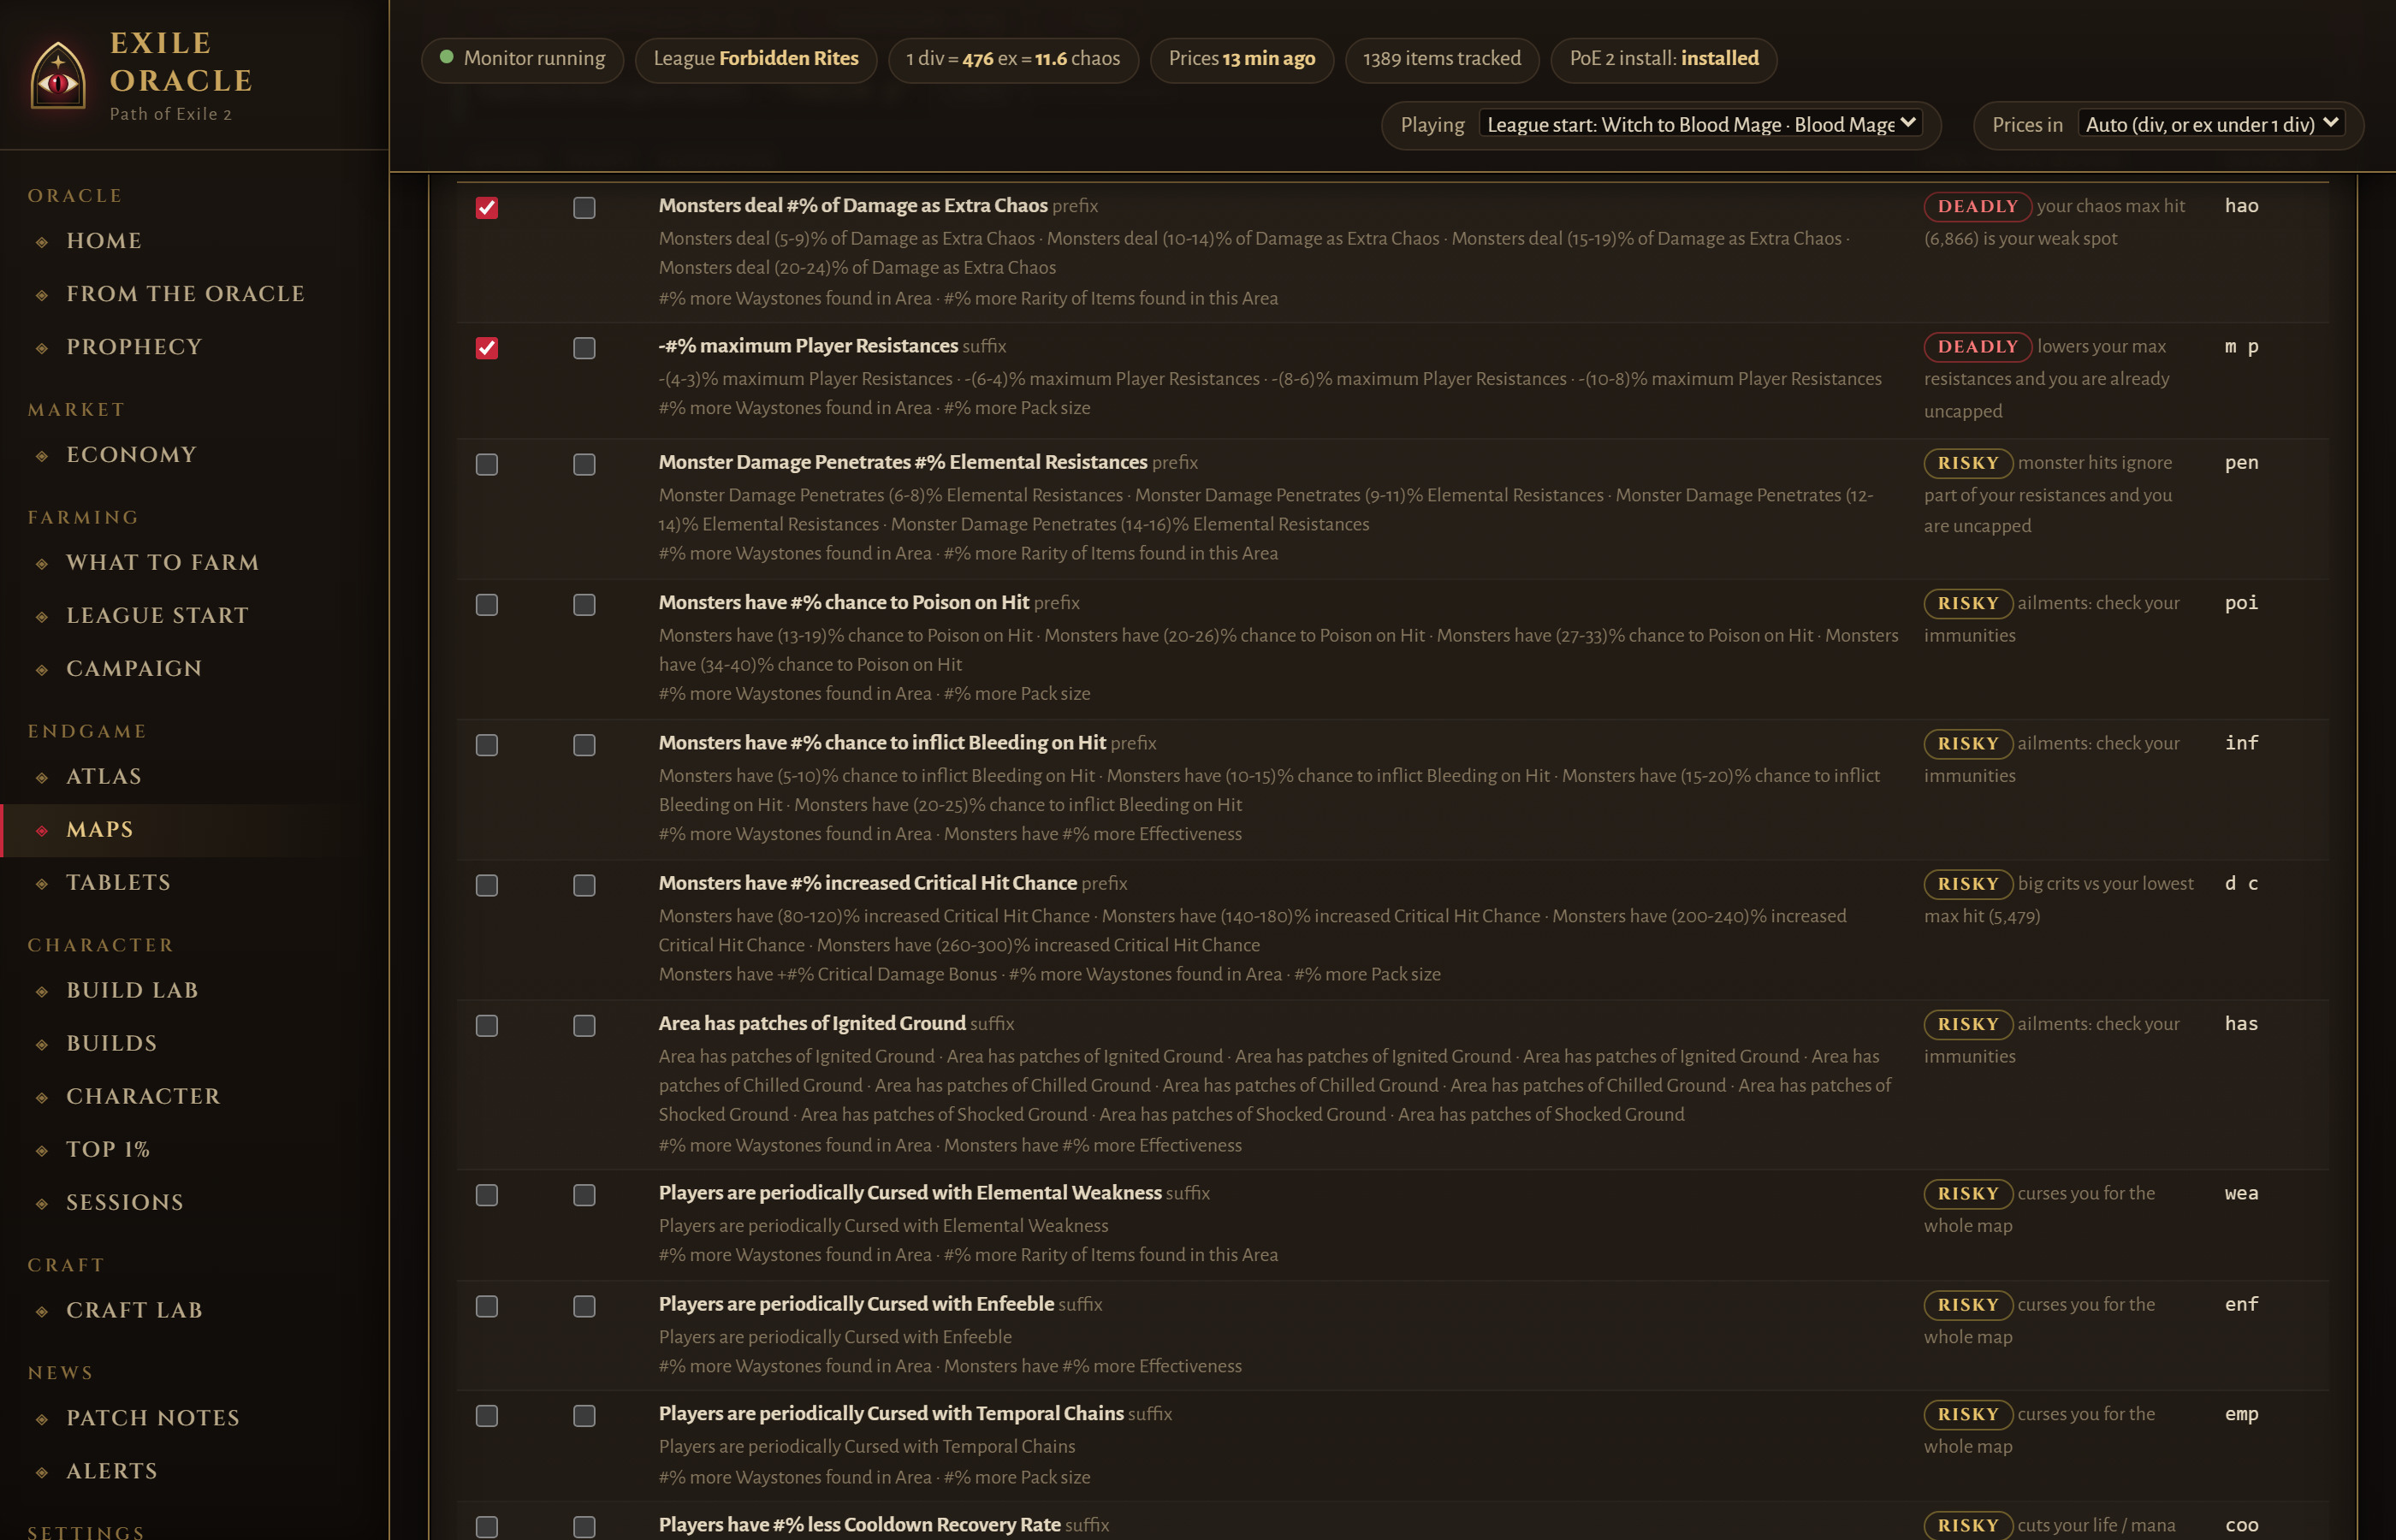 EXILE
ORACLE
Path of Exile 2
ORACLE
HOME
FROM THE ORACLE
PROPHECY
MARKET
ECONOMY
FARMING
WHAT TO FARM
LEAGUE START
CAMPAIGN
ENDGAME
ATLAS
MAPS
TABLETS
CHARACTER
BUILD LAB
BUILDS
CHARACTER
TOP 1%
SESSIONS
CRAFT
CRAFT LAB
NEWS
PATCH NOTES
ALERTS
SETTINGS
Monitor running
League Forbidden Rites
1 div = 476 ex = 11.6 chaos
Prices 13 min ago
1389 items tracked
PoE 2 install: installed
Playing League start: Witch to Blood Mage · Blood Mage
Prices in Auto (div, or ex under 1 div)
Monsters deal #% of Damage as Extra Chaos prefix
Monsters deal (5-9)% of Damage as Extra Chaos · Monsters deal (10-14)% of Damage as Extra Chaos · Monsters deal (15-19)% of Damage as Extra Chaos ·
Monsters deal (20-24)% of Damage as Extra Chaos
#% more Waystones found in Area · #% more Rarity of Items found in this Area
DEADLY your chaos max hit
(6,866) is your weak spot
hao
-#% maximum Player Resistances suffix
-(4-3)% maximum Player Resistances · -(6-4)% maximum Player Resistances · -(8-6)% maximum Player Resistances · -(10-8)% maximum Player Resistances
#% more Waystones found in Area · #% more Pack size
DEADLY lowers your max
resistances and you are already
uncapped
m p
Monster Damage Penetrates #% Elemental Resistances prefix
Monster Damage Penetrates (6-8)% Elemental Resistances · Monster Damage Penetrates (9-11)% Elemental Resistances · Monster Damage Penetrates (12-
14)% Elemental Resistances · Monster Damage Penetrates (14-16)% Elemental Resistances
#% more Waystones found in Area · #% more Rarity of Items found in this Area
RISKY monster hits ignore
part of your resistances and you
are uncapped
pen
Monsters have #% chance to Poison on Hit prefix
Monsters have (13-19)% chance to Poison on Hit · Monsters have (20-26)% chance to Poison on Hit · Monsters have (27-33)% chance to Poison on Hit · Monsters
have (34-40)% chance to Poison on Hit
#% more Waystones found in Area · #% more Pack size
RISKY ailments: check your
immunities
poi
Monsters have #% chance to inflict Bleeding on Hit prefix
Monsters have (5-10)% chance to inflict Bleeding on Hit · Monsters have (10-15)% chance to inflict Bleeding on Hit · Monsters have (15-20)% chance to inflict
Bleeding on Hit · Monsters have (20-25)% chance to inflict Bleeding on Hit
#% more Waystones found in Area · Monsters have #% more Effectiveness
RISKY ailments: check your
immunities
inf
Monsters have #% increased Critical Hit Chance prefix
Monsters have (80-120)% increased Critical Hit Chance · Monsters have (140-180)% increased Critical Hit Chance · Monsters have (200-240)% increased
Critical Hit Chance · Monsters have (260-300)% increased Critical Hit Chance
Monsters have +#% Critical Damage Bonus · #% more Waystones found in Area · #% more Pack size
RISKY big crits vs your lowest
max hit (5,479)
d c
Area has patches of Ignited Ground suffix
Area has patches of Ignited Ground · Area has patches of Ignited Ground · Area has patches of Ignited Ground · Area has patches of Ignited Ground · Area has
patches of Chilled Ground · Area has patches of Chilled Ground · Area has patches of Chilled Ground · Area has patches of Chilled Ground · Area has patches of
Shocked Ground · Area has patches of Shocked Ground · Area has patches of Shocked Ground · Area has patches of Shocked Ground
#% more Waystones found in Area · Monsters have #% more Effectiveness
RISKY ailments: check your
immunities
has
Players are periodically Cursed with Elemental Weakness suffix
Players are periodically Cursed with Elemental Weakness
#% more Waystones found in Area · #% more Rarity of Items found in this Area
RISKY curses you for the
whole map
wea
Players are periodically Cursed with Enfeeble suffix
Players are periodically Cursed with Enfeeble
#% more Waystones found in Area · Monsters have #% more Effectiveness
RISKY curses you for the
whole map
enf
Players are periodically Cursed with Temporal Chains suffix
Players are periodically Cursed with Temporal Chains
#% more Waystones found in Area · #% more Pack size
RISKY curses you for the
whole map
emp
Players have #% less Cooldown Recovery Rate suffix
RISKY cuts your life / mana
coo